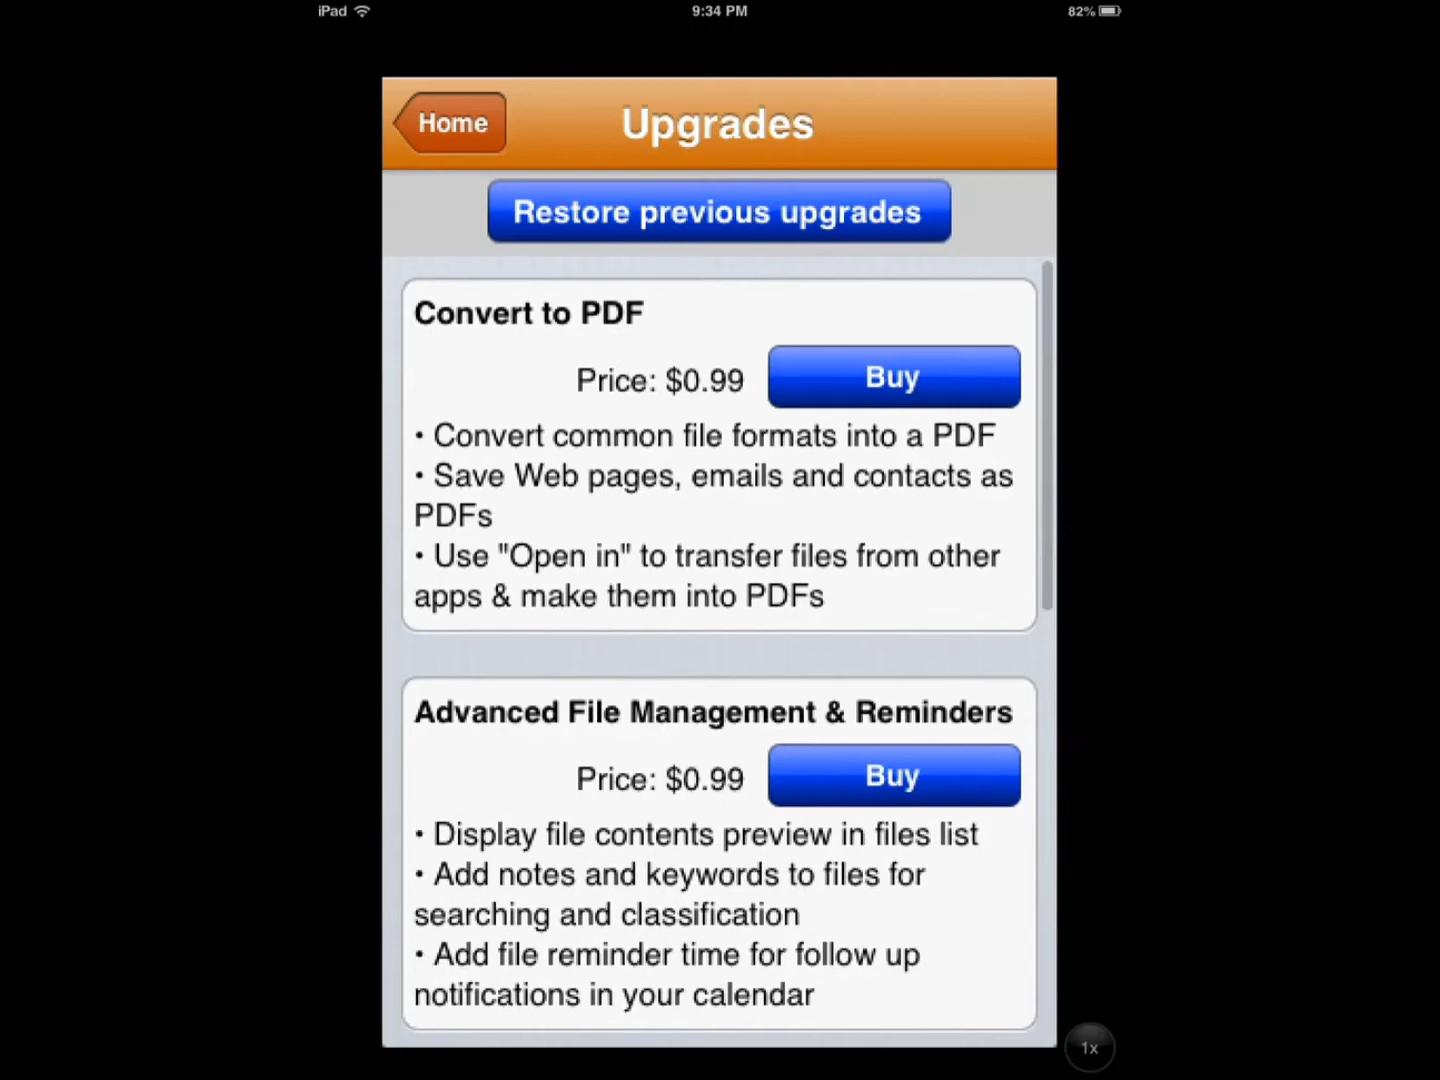 iPad 9:34 PM 82%
Home Upgrades
Restore previous upgrades
Convert to PDF
Price: $0.99 Buy
• Convert common file formats into a PDF
• Save Web pages, emails and contacts as
PDFs
• Use "Open in" to transfer files from other
apps & make them into PDFs
Advanced File Management & Reminders
Price: $0.99 Buy
• Display file contents preview in files list
• Add notes and keywords to files for
searching and classification
• Add file reminder time for follow up
notifications in your calendar
1x